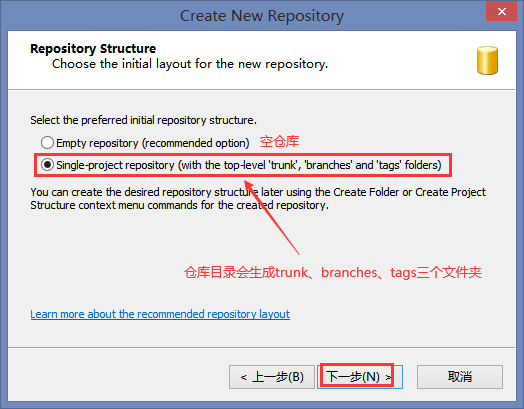 Create New Repository
Repository Structure
Choose the initial layout for the new repository.
Select the preferred initial repository structure.
Empty repository (recommended option) 空仓库
Single-project repository (with the top-level 'trunk', 'branches' and 'tags' folders)
You can create the desired repository structure later using the Create Folder or Create Project
Structure context menu commands for the created repository.
仓库目录会生成trunk、branches、tags三个文件夹
Learn more about the recommended repository layout
< 上一步(B) 下一步(N) > 取消